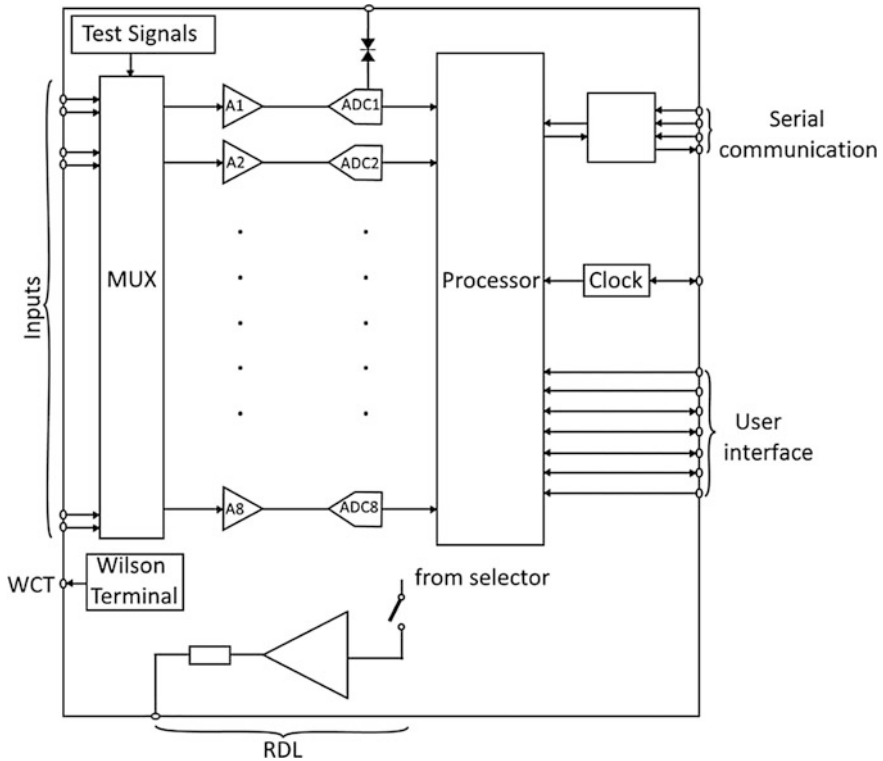 Test Signals
A1
ADC1
A2
ADC2
Serial
communication
Inputs
MUX
Processor
Clock
User
interface
A8
ADC8
WCT
Wilson
Terminal
from selector
RDL